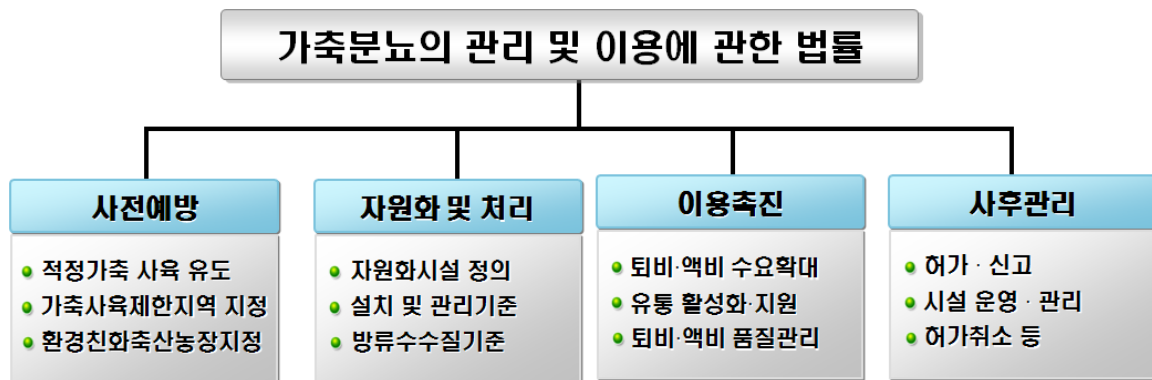 가축분뇨의 관리 및 이용에 관한 법률
사전예방
적정가축 사육 유도
가축사육제한지역 지정
환경친화축산농장지정
자원화 및 처리
자원화시설 정의
설치 및 관리기준
방류수수질기준
이용촉진
퇴비·액비 수요확대
유통 활성화·지원
퇴비·액비 품질관리
사후관리
허가 · 신고
시설 운영 · 관리
허가취소 등